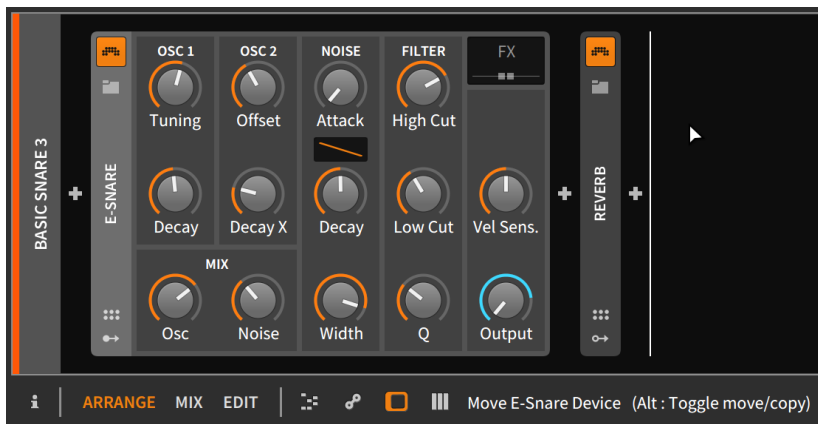 BASIC SNARE 3
E-SNARE
OSC 1
OSC 2
NOISE
FILTER
FX
Tuning
Offset
Attack
High Cut
Decay
Decay X
Decay
Low Cut
Vel Sens.
MIX
Osc
Noise
Width
Q
Output
REVERB
ARRANGE MIX EDIT Move E-Snare Device (Alt : Toggle move/copy)